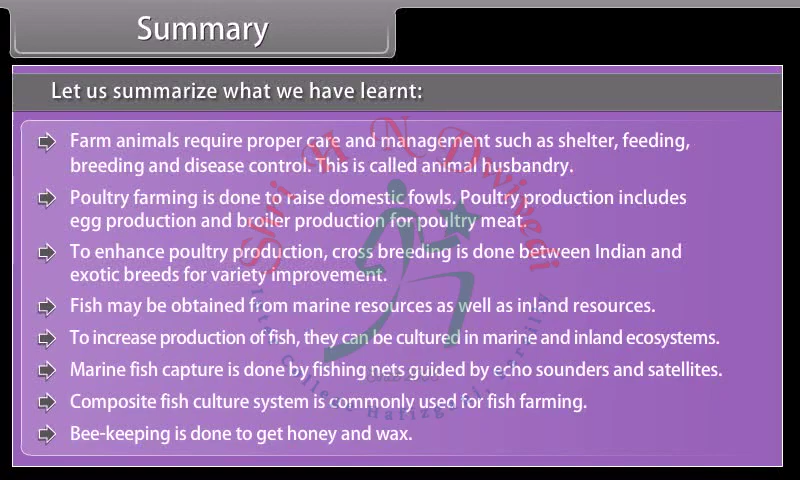 Summary
Let us summarize what we have learnt:
Farm animals require proper care and management such as shelter, feeding,
breeding and disease control. This is called animal husbandry.
Poultry farming is done to raise domestic fowls. Poultry production includes
egg production and broiler production for poultry meat.
To enhance poultry production, cross breeding is done between Indian and
exotic breeds for variety improvement.
Fish may be obtained from marine resources as well as inland resources.
To increase production of fish, they can be cultured in marine and inland ecosystems.
Marine fish capture is done by fishing nets guided by echo sounders and satellites.
Composite fish culture system is commonly used for fish farming.
Bee-keeping is done to get honey and wax.
Shri M N Dwivedi
College Hafizganj, Bareilly